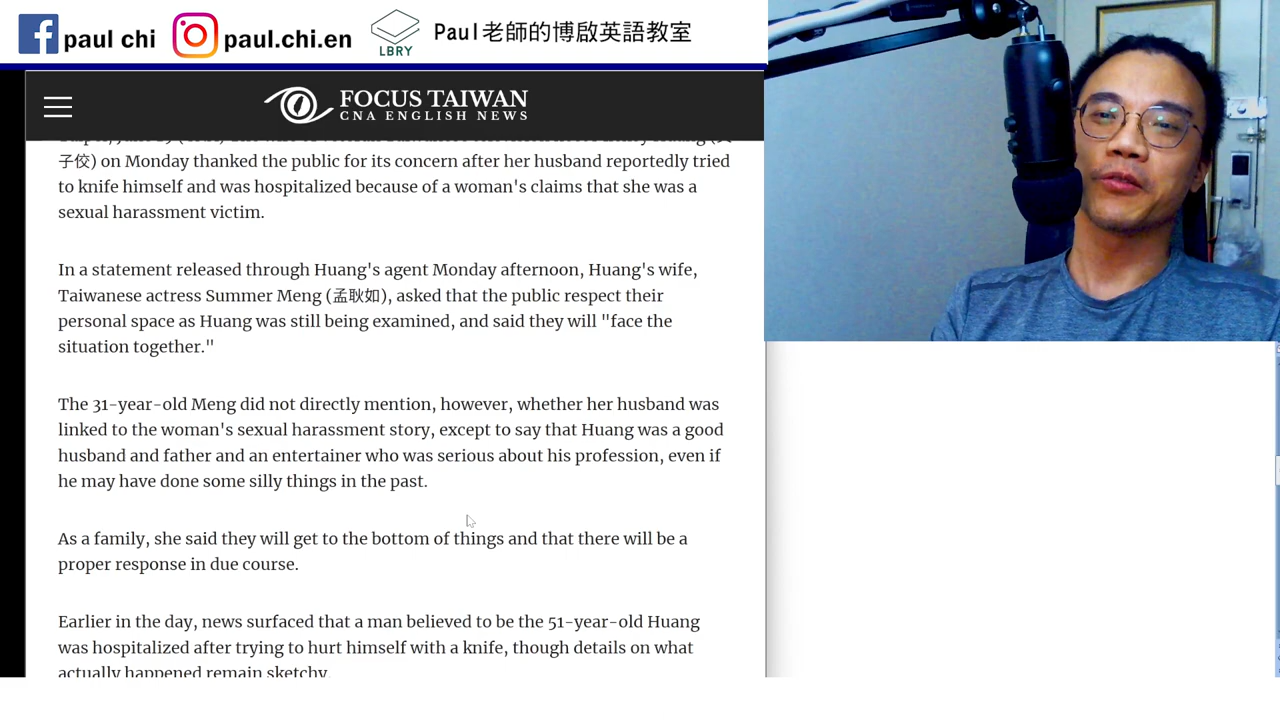 paul chi
paul.chi.en
LBRY
Paul老師的博啟英語教室
FOCUS TAIWAN
CNA ENGLISH NEWS
子佼) on Monday thanked the public for its concern after her husband reportedly tried
to knife himself and was hospitalized because of a woman's claims that she was a
sexual harassment victim.
In a statement released through Huang's agent Monday afternoon, Huang's wife,
Taiwanese actress Summer Meng (孟耿如), asked that the public respect their
personal space as Huang was still being examined, and said they will "face the
situation together."
The 31-year-old Meng did not directly mention, however, whether her husband was
linked to the woman's sexual harassment story, except to say that Huang was a good
husband and father and an entertainer who was serious about his profession, even if
he may have done some silly things in the past.
As a family, she said they will get to the bottom of things and that there will be a
proper response in due course.
Earlier in the day, news surfaced that a man believed to be the 51-year-old Huang
was hospitalized after trying to hurt himself with a knife, though details on what
actually happened remain sketchy.